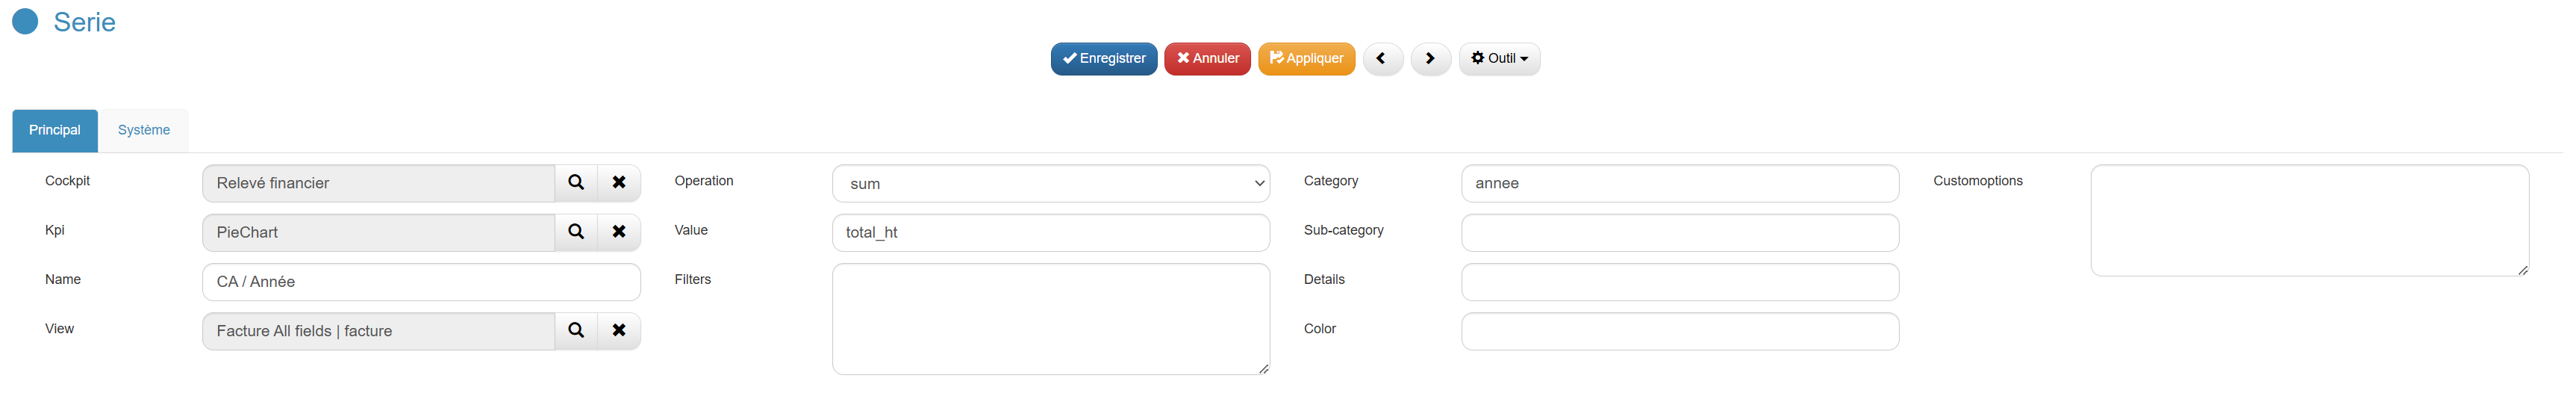 Serie
Enregistrer Annuler Appliquer Outil
Principal Système
Cockpit Relevé financier Operation sum Category annee Customoptions
Kpi PieChart Value total_ht Sub-category
Name CA / Année Filters Details
View Facture All fields | facture Color